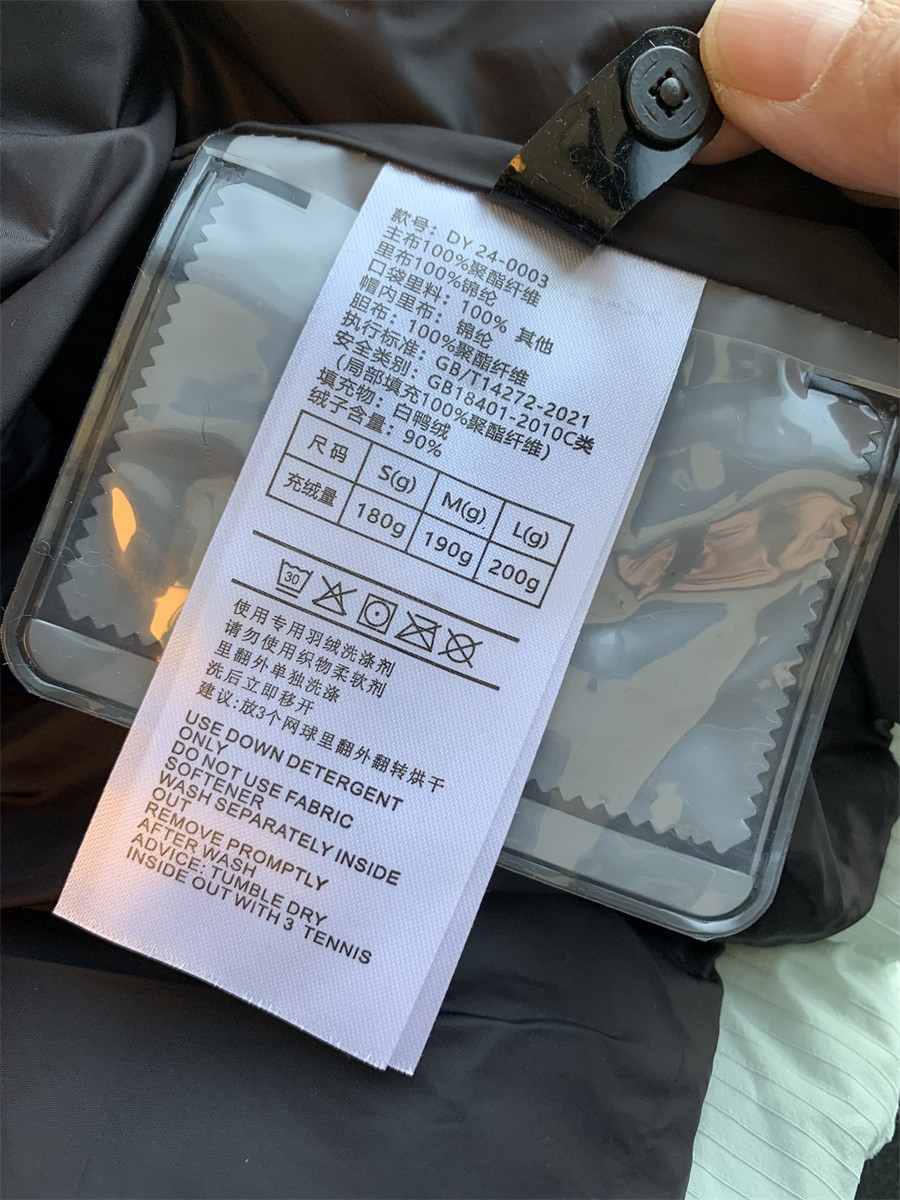 款号：DY 24-0003
主布100%聚酯纤维
里布100%锦纶
口袋里料：100% 其他
帽内里布：锦纶
胆布：100%聚酯纤维
执行标准：GB/T14272-2021
安全类别：GB18401-2010C类
（局部填充100%聚酯纤维）
填充物：白鸭绒
绒子含量：90%
尺码 S(g) M(g) L(g)
充绒量 180g 190g 200g
30
使用专用羽绒洗涤剂
请勿使用织物柔软剂
里翻外单独洗涤
洗后立即移开
建议:放3个网球里翻外翻转烘干
USE DOWN DETERGENT
ONLY
DO NOT USE FABRIC
SOFTENER
WASH SEPARATELY INSIDE
OUT
REMOVE PROMPTLY
AFTER WASH
ADVICE: TUMBLE DRY
INSIDE OUT WITH 3 TENNIS